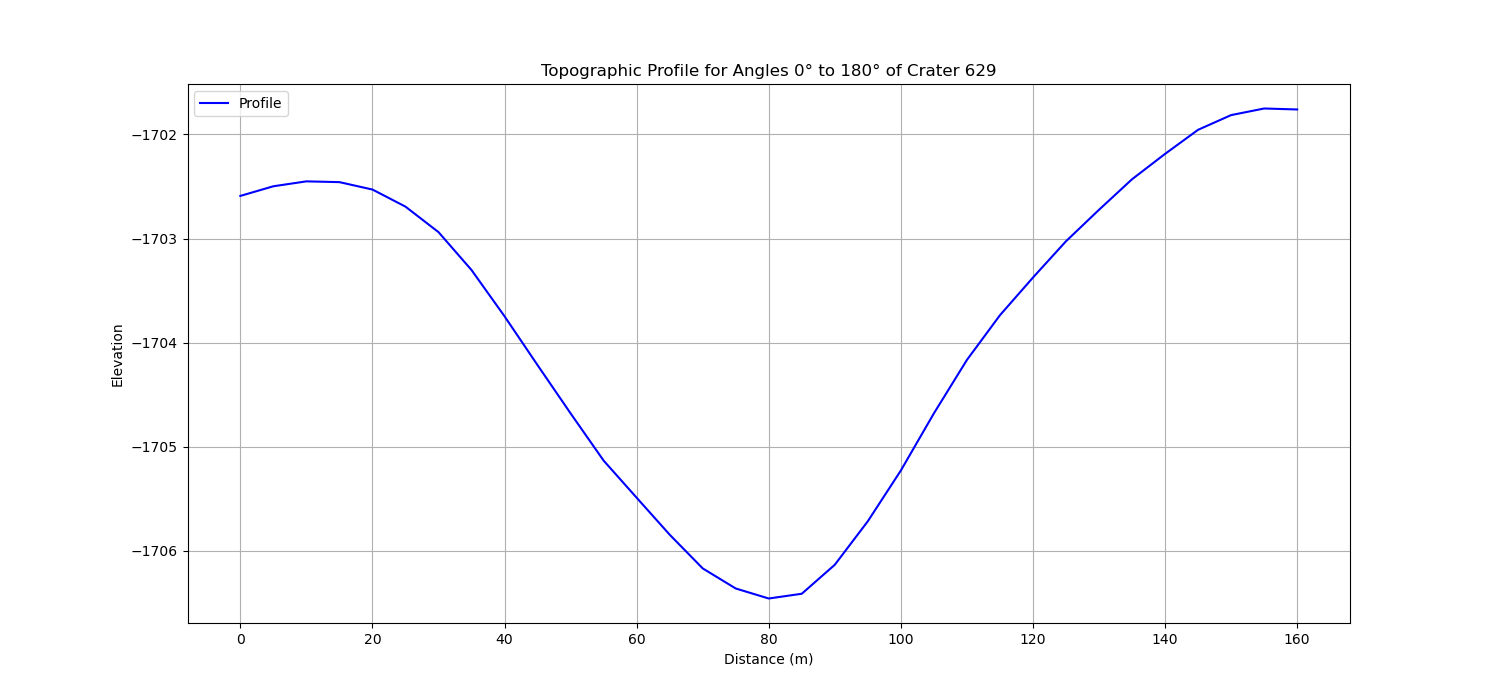 Topographic Profile for Angles 0° to 180° of Crater 629
Profile
−1702
−1703
−1704
−1705
−1706
Elevation
0 20 40 60 80 100 120 140 160
Distance (m)